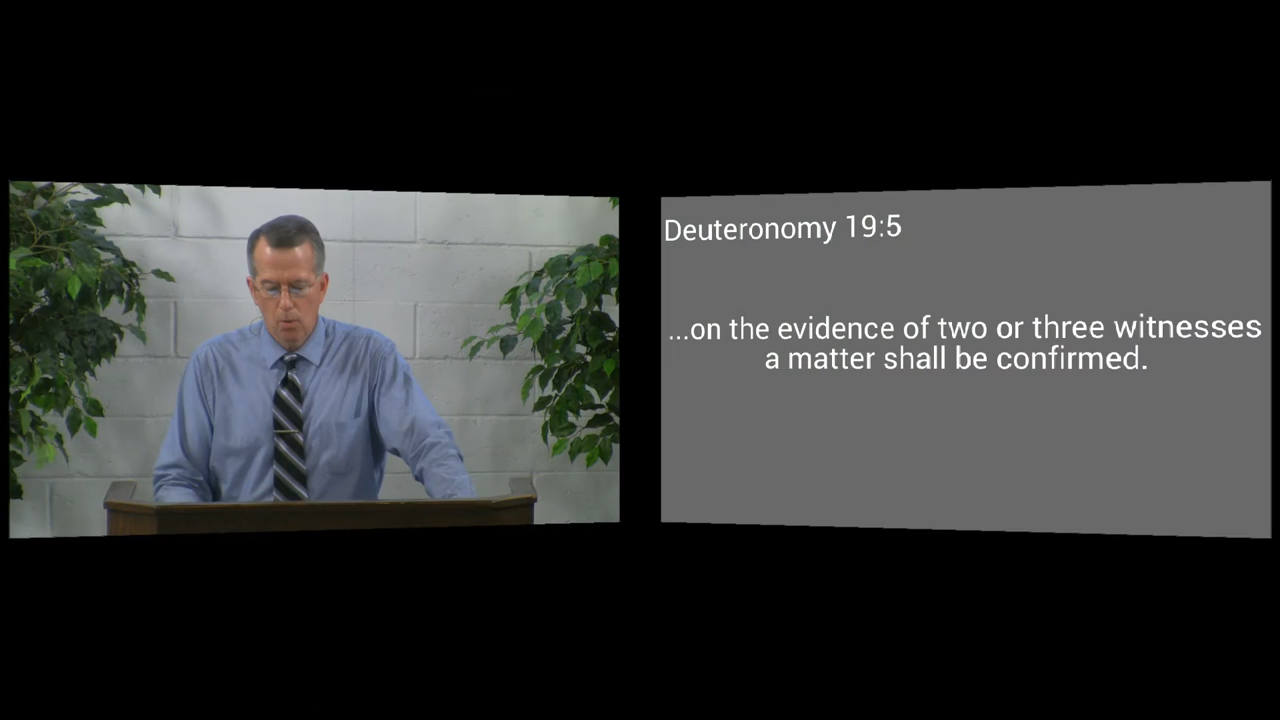 Deuteronomy 19:5
...on the evidence of two or three witnesses
a matter shall be confirmed.